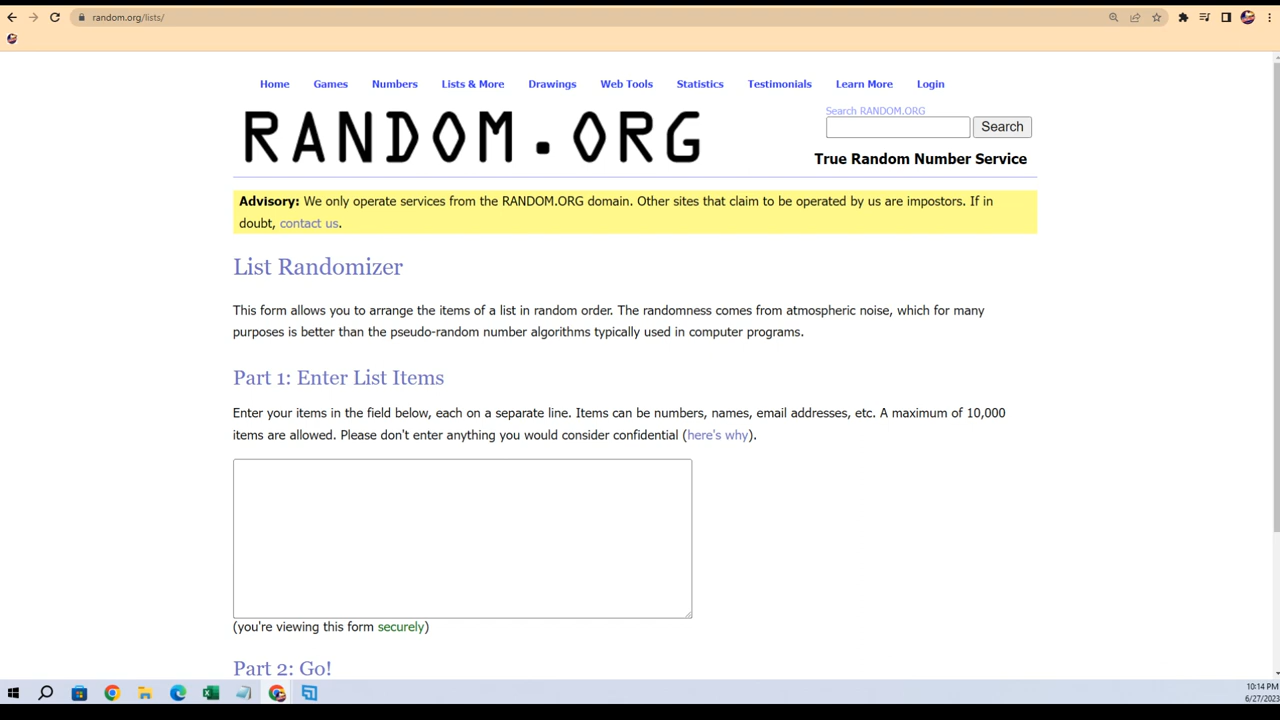 random.org/lists/
Home Games Numbers Lists & More Drawings Web Tools Statistics Testimonials Learn More Login
RANDOM.ORG
Search RANDOM.ORG
Search
True Random Number Service
Advisory: We only operate services from the RANDOM.ORG domain. Other sites that claim to be operated by us are impostors. If in
doubt, contact us.
List Randomizer
This form allows you to arrange the items of a list in random order. The randomness comes from atmospheric noise, which for many
purposes is better than the pseudo-random number algorithms typically used in computer programs.
Part 1: Enter List Items
Enter your items in the field below, each on a separate line. Items can be numbers, names, email addresses, etc. A maximum of 10,000
items are allowed. Please don't enter anything you would consider confidential (here's why).
(you're viewing this form securely)
Part 2: Go!
10:14 PM
6/27/2023